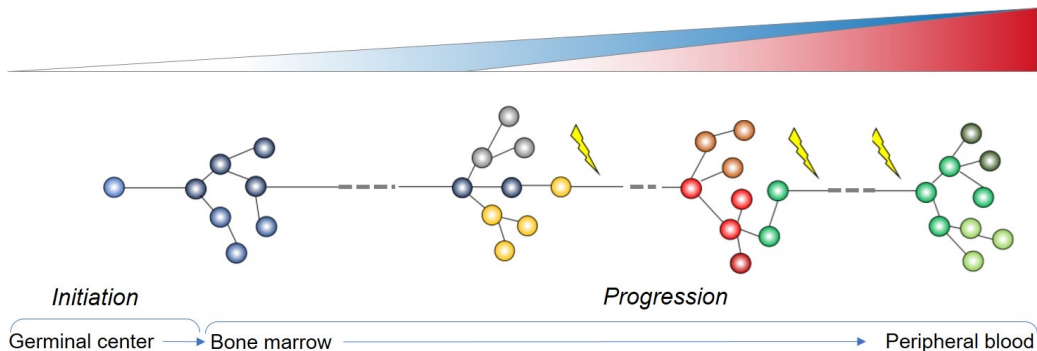 Initiation
Progression
Germinal center
Bone marrow
Peripheral blood